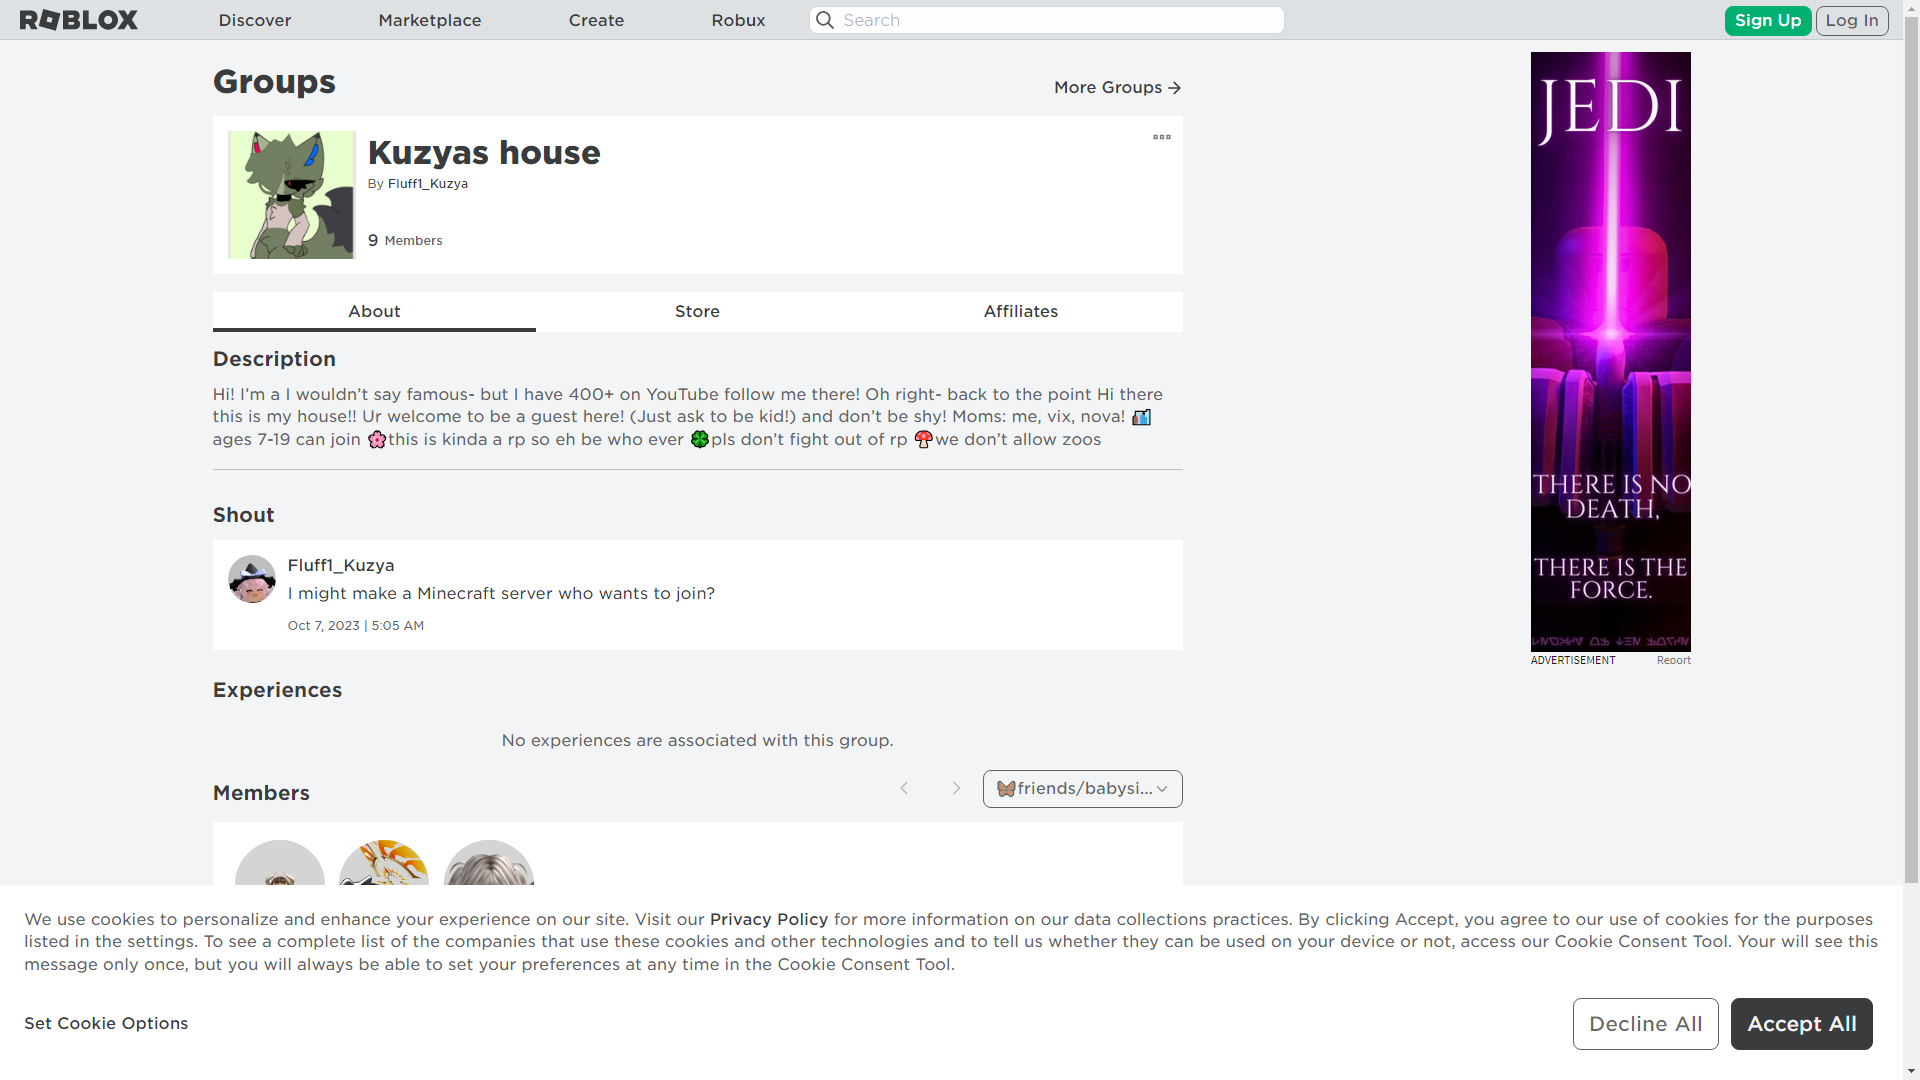 ROBLOX
Discover
Marketplace
Create
Robux
Search
Sign Up
Log In
Groups
More Groups
Kuzyas house
By Fluff1_Kuzya
9 Members
About
Store
Affiliates
Description
Hi! I'm a I wouldn't say famous- but I have 400+ on YouTube follow me there! Oh right- back to the point Hi there
this is my house!! Ur welcome to be a guest here! (Just ask to be kid!) and don't be shy! Moms: me, vix, nova!
ages 7-19 can join 🌸this is kinda a rp so eh be who ever 🍀pls don't fight out of rp 🍄we don't allow zoos
Shout
Fluff1_Kuzya
I might make a Minecraft server who wants to join?
Oct 7, 2023 | 5:05 AM
Experiences
No experiences are associated with this group.
Members
🦋friends/babysi...
JEDI
THERE IS NO
DEATH,
THERE IS THE
FORCE.
ADVERTISEMENT
Report
We use cookies to personalize and enhance your experience on our site. Visit our Privacy Policy for more information on our data collections practices. By clicking Accept, you agree to our use of cookies for the purposes
listed in the settings. To see a complete list of the companies that use these cookies and other technologies and to tell us whether they can be used on your device or not, access our Cookie Consent Tool. Your will see this
message only once, but you will always be able to set your preferences at any time in the Cookie Consent Tool.
Set Cookie Options
Decline All
Accept All